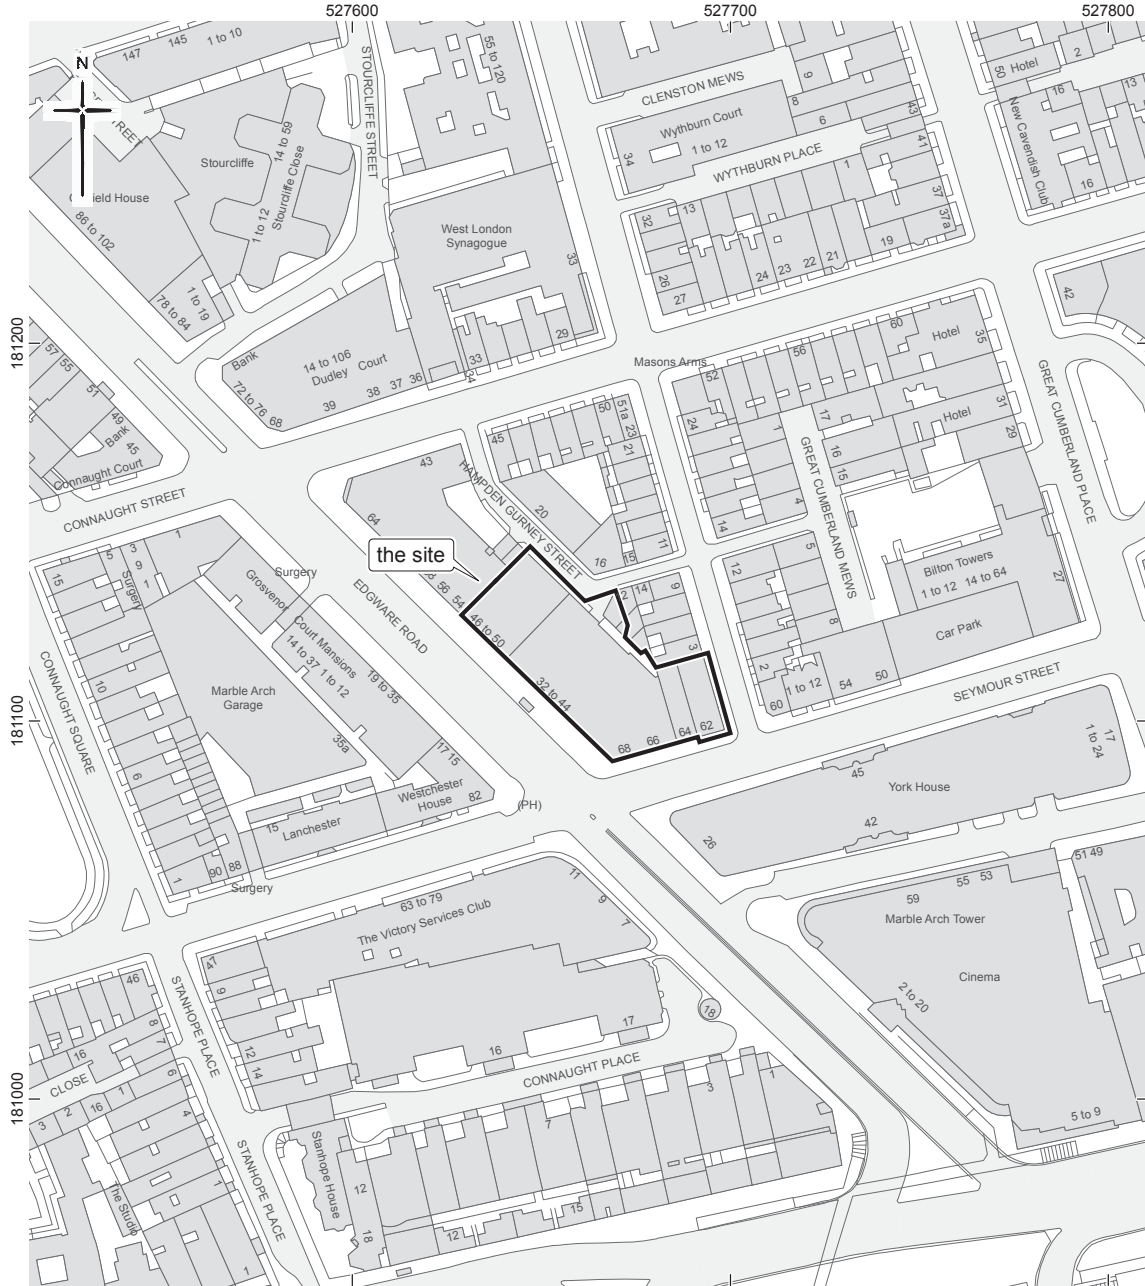 527600
527700
527800
181200
181100
181000
N
147
145
1 to 10
STOURCLIFFE STREET
55 to 120
CLENSTON MEWS
Hotel
2
50
16
13
9
8
6
43
Wythburn Court
1 to 12
34
WYTHBURN PLACE
1
41
New Cavendish Club
16
Stourcliffe
14 to 59
Stourcliffe Close
1 to 12
86 to 102
78 to 84
1 to 19
West London
Synagogue
33
29
33
34
32
13
37
37a
19
26
27
24
23
22
21
42
57
55
51
49
Bank
45
Connaught Court
Bank
72 to 76
68
14 to 106
Dudley Court
39
38
37
36
Masons Arms
52
56
60
Hotel
35
Hotel
31
29
GREAT CUMBERLAND PLACE
45
50
51a
23
21
24
1
17
16
15
GREAT CUMBERLAND MEWS
4
14
43
64
HAMPDEN GURNEY STREET
20
16
15
11
CONNAUGHT STREET
the site
56
54
46 to 50
32 to 44
68
66
64
62
14
9
3
12
5
8
2
1 to 12
60
54
50
Bilton Towers
1 to 12 14 to 64
27
Car Park
SEYMOUR STREET
EDGWARE ROAD
15
5
3
9
1
1
Surgery
Surgery
Grosvenor
Court Mansions
14 to 37 1 to 12
19 to 35
10
Marble Arch
Garage
35a
CONNAUGHT SQUARE
6
17
15
Westchester
House
82
(PH)
15
Lanchester
1
90
88
Surgery
45
York House
42
26
17
1 to 24
51 49
59
55
53
Marble Arch Tower
Cinema
2 to 20
5 to 9
63 to 79
The Victory Services Club
11
9
7
47
9
12
14
STANHOPE PLACE
46
8
7
16
CLOSE
6
1
16
2
3
4
1
1
The Studio
STANHOPE PLACE
17
16
18
CONNAUGHT PLACE
3
1
7
Stanhope House
12
18
12
15